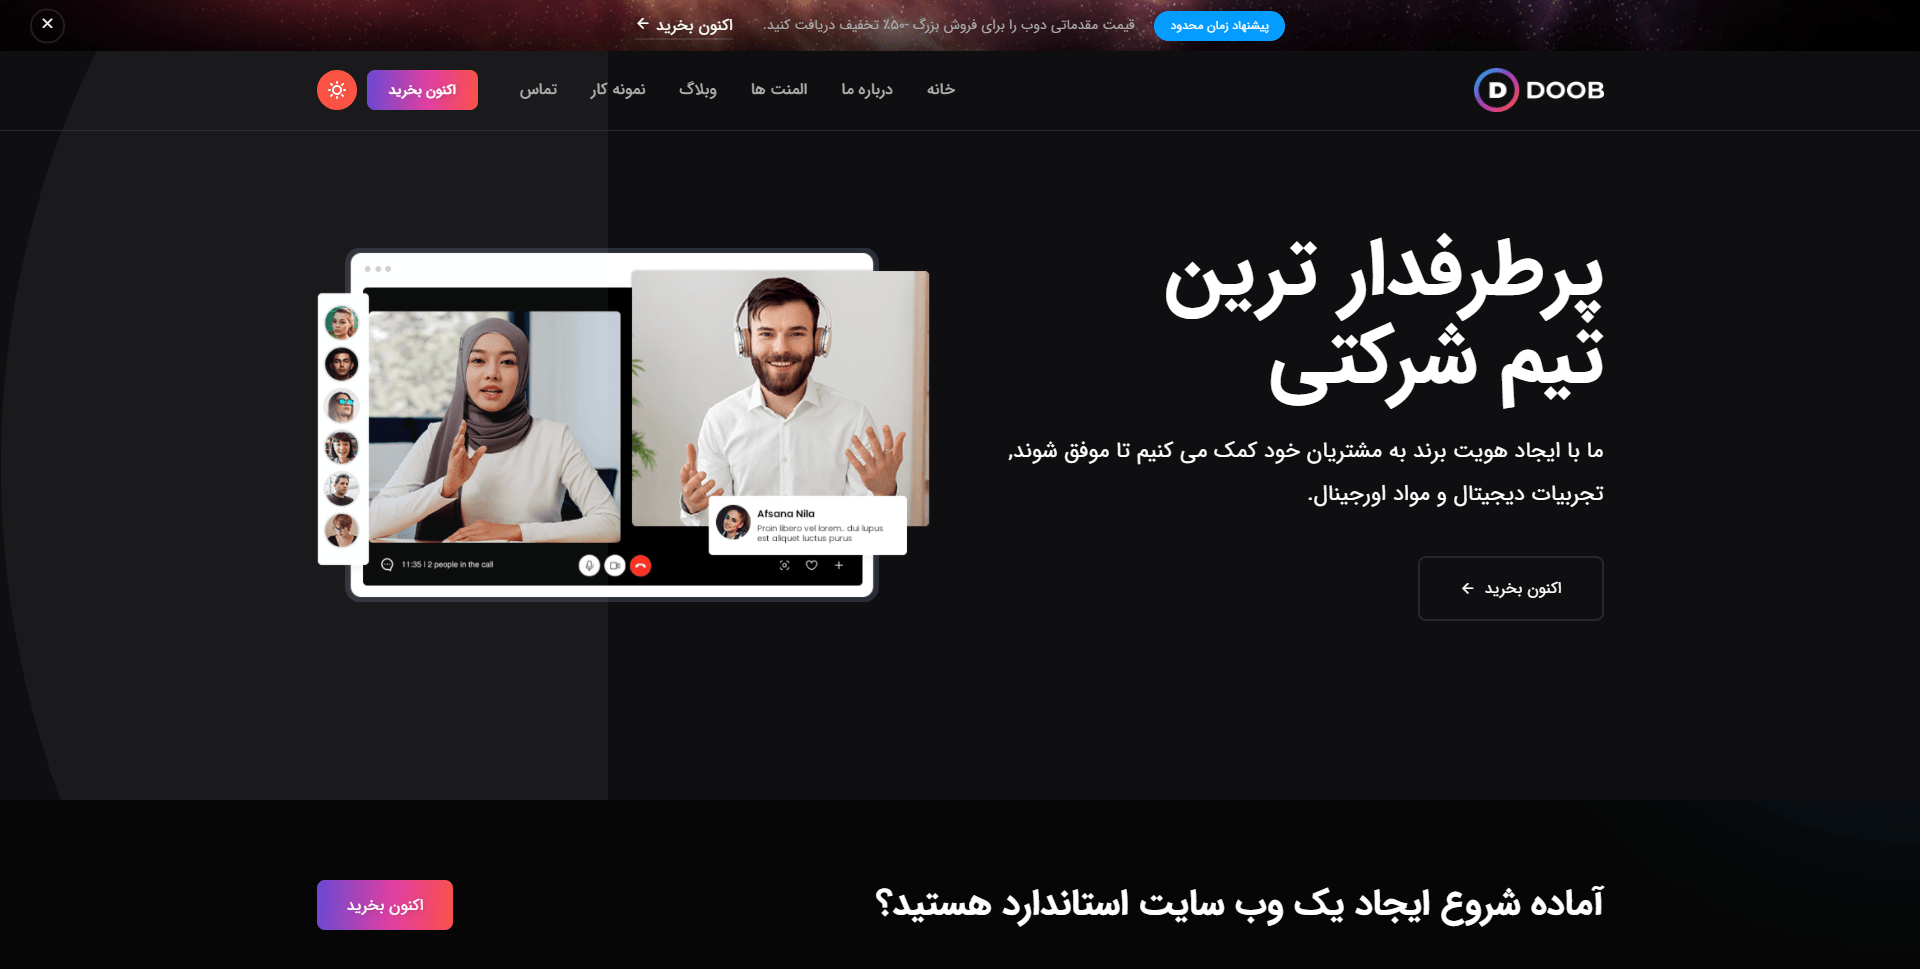 پیشنهاد زمان محدود
قیمت مقدماتی دوب را برای فروش بزرگ -۵۰٪ تخفیف دریافت کنید.
اکنون بخرید
D DOOB
خانه
درباره ما
المنت ها
وبلاگ
نمونه کار
تماس
اکنون بخرید
پرطرفدار ترین
تیم شرکتی
ما با ایجاد هویت برند به مشتریان خود کمک می کنیم تا موفق شوند,
تجربیات دیجیتال و مواد اورجینال.
اکنون بخرید
Afsana Nila
Proin libero vel lorem.. dui lupus
est aliquet luctus purus
11:35 | 2 people in the call
آماده شروع ایجاد یک وب سایت استاندارد هستید؟
اکنون بخرید